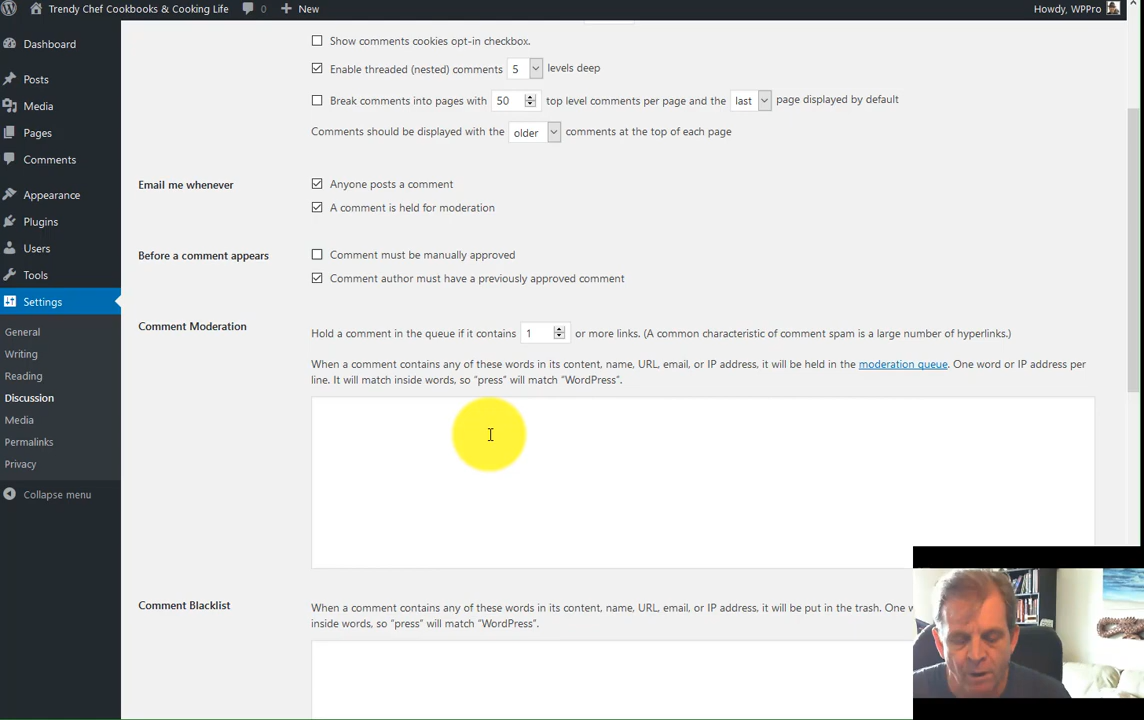 Trendy Chef Cookbooks & Cooking Life 0 New Howdy, WPPro
Dashboard
Posts
Media
Pages
Comments
Appearance
Plugins
Users
Tools
Settings
General
Writing
Reading
Discussion
Media
Permalinks
Privacy
Collapse menu
Show comments cookies opt-in checkbox.
Enable threaded (nested) comments 5 levels deep
Break comments into pages with 50 top level comments per page and the last page displayed by default
Comments should be displayed with the older comments at the top of each page
Email me whenever
Anyone posts a comment
A comment is held for moderation
Before a comment appears
Comment must be manually approved
Comment author must have a previously approved comment
Comment Moderation
Hold a comment in the queue if it contains 1 or more links. (A common characteristic of comment spam is a large number of hyperlinks.)
When a comment contains any of these words in its content, name, URL, email, or IP address, it will be held in the moderation queue. One word or IP address per
line. It will match inside words, so “press” will match “WordPress”.
Comment Blacklist
When a comment contains any of these words in its content, name, URL, email, or IP address, it will be put in the trash. One
inside words, so “press” will match “WordPress”.